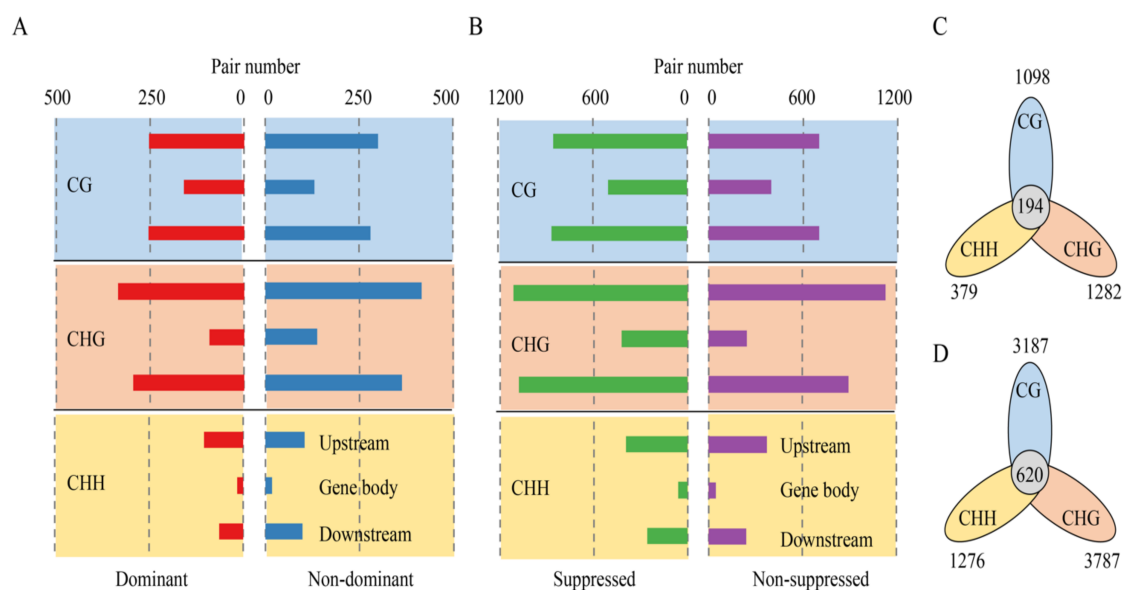 A
Pair number
500 250 0 0 250 500
CG
CHG
CHH
Upstream
Gene body
Downstream
Dominant Non-dominant
B
Pair number
1200 600 0 0 600 1200
CG
CHG
CHH
Upstream
Gene body
Downstream
Suppressed Non-suppressed
C
1098
CG
194
CHH CHG
379 1282
D
3187
CG
620
CHH CHG
1276 3787